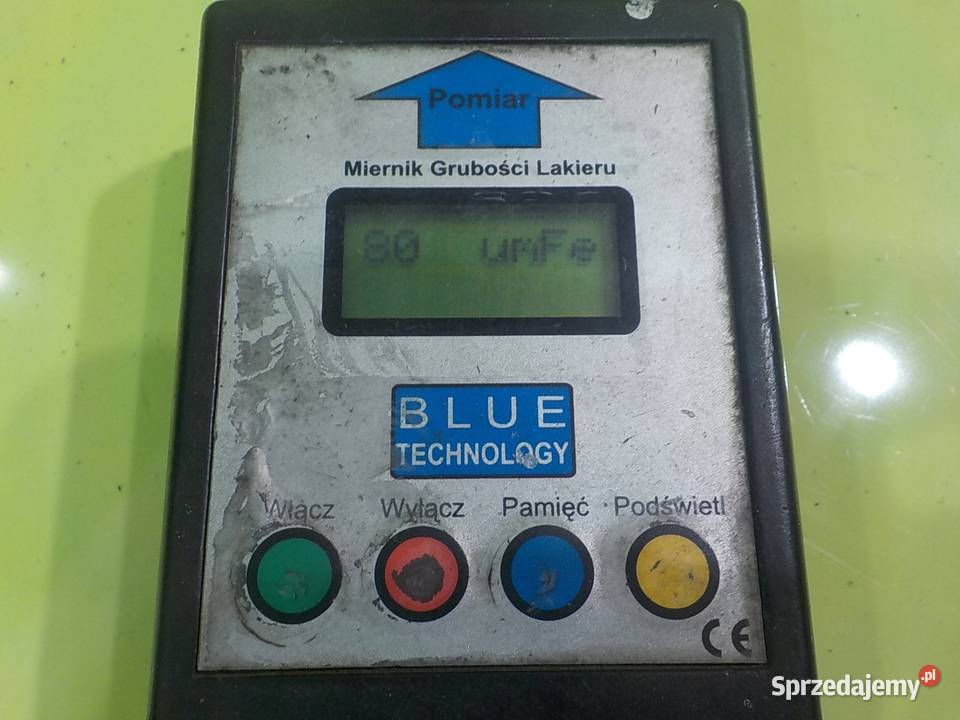 Pomiar
Miernik Grubości Lakieru
80 umFe
BLUE
TECHNOLOGY
Włącz Wyłącz Pamięć Podświetl
CE
Sprzedajemy.pl